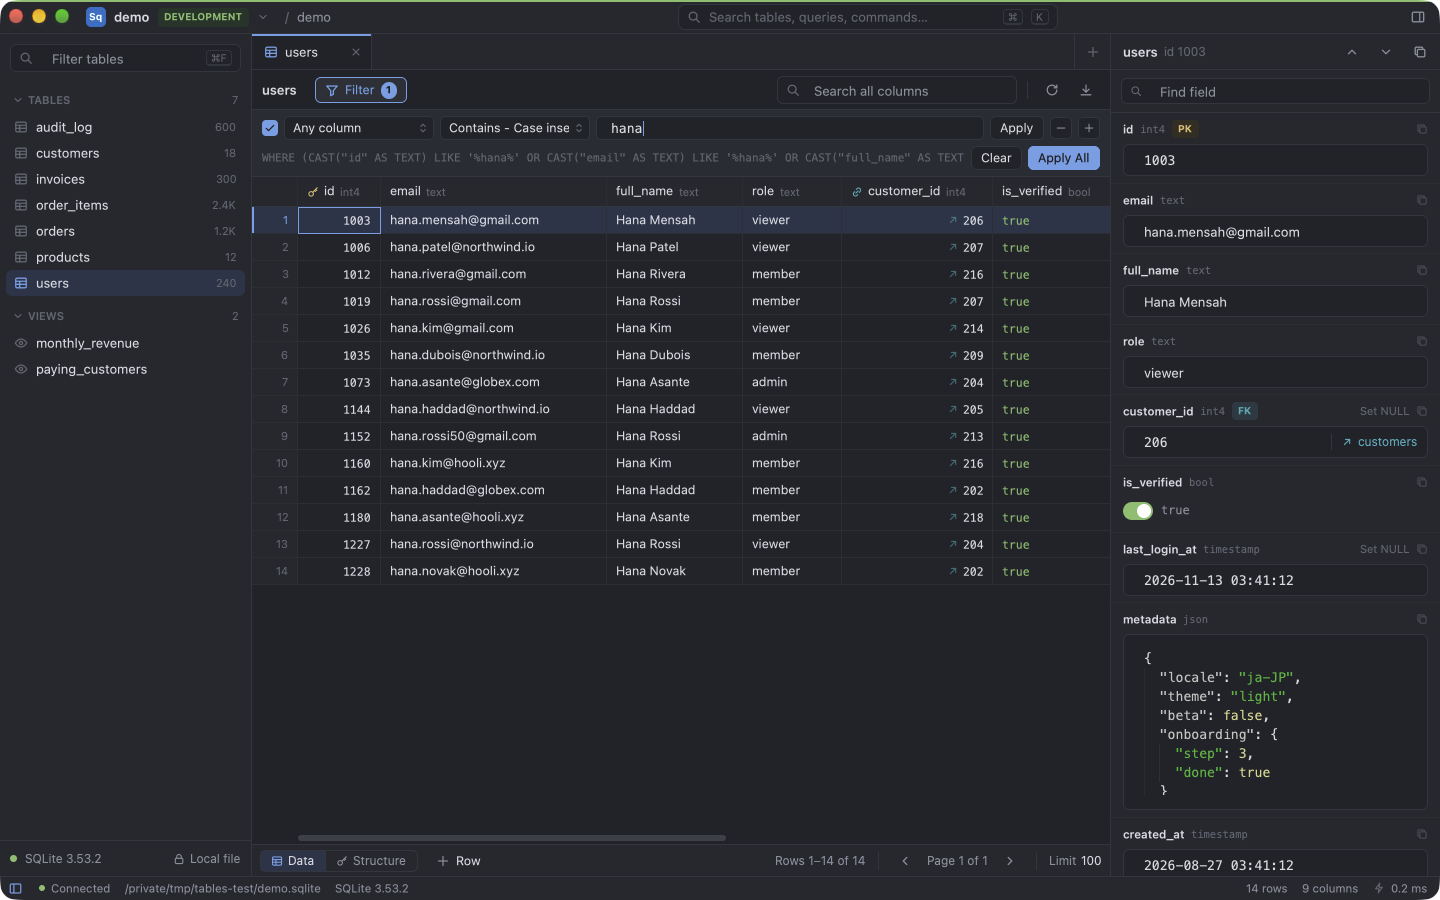 Sq demo DEVELOPMENT / demo
Search tables, queries, commands... ⌘ K
Filter tables ⌘F
TABLES 7
audit_log 600
customers 18
invoices 300
order_items 2.4K
orders 1.2K
products 12
users 240
VIEWS 2
monthly_revenue
paying_customers
SQLite 3.53.2 Local file
users
users Filter 1 Search all columns
Any column Contains - Case inse hana Apply
WHERE (CAST("id" AS TEXT) LIKE '%hana%' OR CAST("email" AS TEXT) LIKE '%hana%' OR CAST("full_name" AS TEXT Clear Apply All
id int4 email text full_name text role text customer_id int4 is_verified bool
1 1003 hana.mensah@gmail.com Hana Mensah viewer 206 true
2 1006 hana.patel@northwind.io Hana Patel viewer 207 true
3 1012 hana.rivera@gmail.com Hana Rivera member 216 true
4 1019 hana.rossi@gmail.com Hana Rossi member 207 true
5 1026 hana.kim@gmail.com Hana Kim viewer 214 true
6 1035 hana.dubois@northwind.io Hana Dubois member 209 true
7 1073 hana.asante@globex.com Hana Asante admin 204 true
8 1144 hana.haddad@northwind.io Hana Haddad viewer 205 true
9 1152 hana.rossi50@gmail.com Hana Rossi admin 213 true
10 1160 hana.kim@hooli.xyz Hana Kim member 216 true
11 1162 hana.haddad@globex.com Hana Haddad member 202 true
12 1180 hana.asante@hooli.xyz Hana Asante member 218 true
13 1227 hana.rossi@northwind.io Hana Rossi viewer 204 true
14 1228 hana.novak@hooli.xyz Hana Novak member 202 true
Data Structure + Row Rows 1–14 of 14 Page 1 of 1 Limit 100
users id 1003
Find field
id int4 PK
1003
email text
hana.mensah@gmail.com
full_name text
Hana Mensah
role text
viewer
customer_id int4 FK Set NULL
206 customers
is_verified bool
true
last_login_at timestamp Set NULL
2026-11-13 03:41:12
metadata json
{
"locale": "ja-JP",
"theme": "light",
"beta": false,
"onboarding": {
"step": 3,
"done": true
}
created_at timestamp
2026-08-27 03:41:12
Connected /private/tmp/tables-test/demo.sqlite SQLite 3.53.2 14 rows 9 columns 0.2 ms